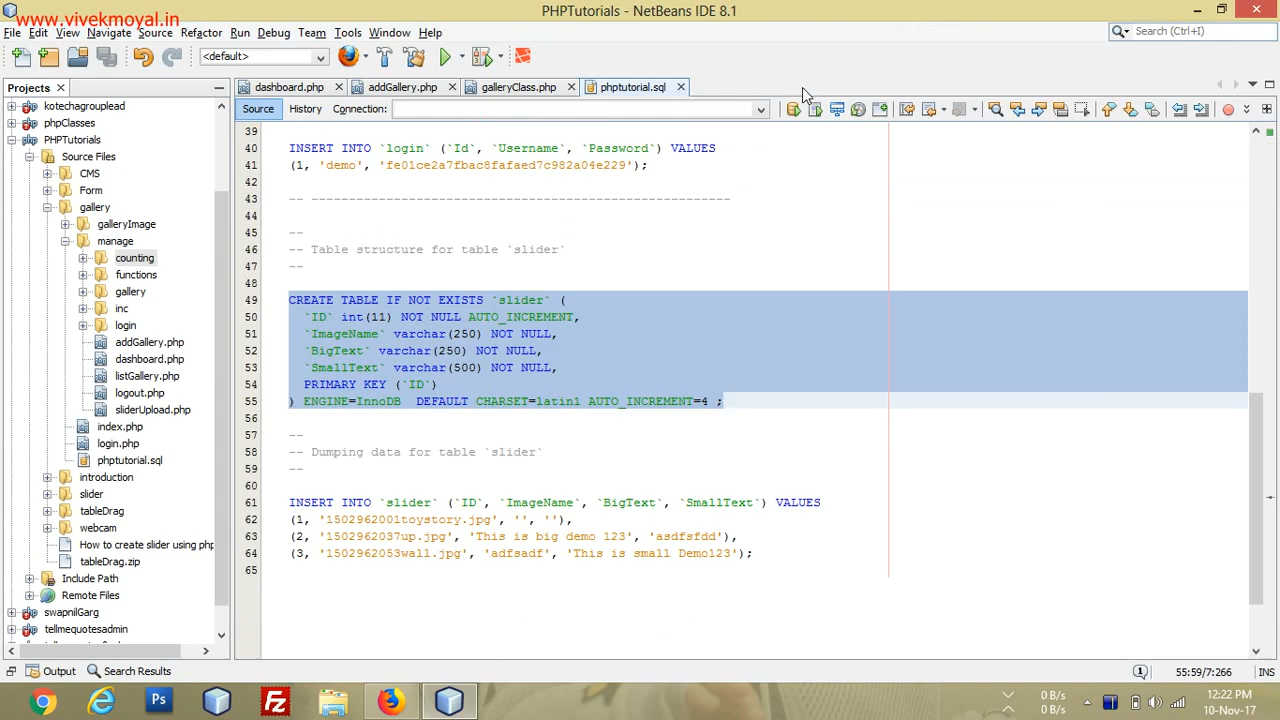 www.vivekmoyal.in
PHPTutorials - NetBeans IDE 8.1
File Edit View Navigate Source Refactor Run Debug Team Tools Window Help
Search (Ctrl+I)
<default>
Projects
dashboard.php addGallery.php galleryClass.php phptutorial.sql
Source History Connection:
kotechagrouplead
phpClasses
PHPTutorials
Source Files
CMS
Form
gallery
galleryImage
manage
counting
functions
gallery
inc
login
addGallery.php
dashboard.php
listGallery.php
logout.php
sliderUpload.php
index.php
login.php
phptutorial.sql
introduction
slider
tableDrag
webcam
How to create slider using php
tableDrag.zip
Include Path
Remote Files
swapnilGarg
tellmequotesadmin
39
40 INSERT INTO `login` (`Id`, `Username`, `Password`) VALUES
41 (1, 'demo', 'fe01ce2a7fbac8fafaed7c982a04e229');
42
43 -- --------------------------------------------------------
44
45 --
46 -- Table structure for table `slider`
47 --
48
49 CREATE TABLE IF NOT EXISTS `slider` (
50 `ID` int(11) NOT NULL AUTO_INCREMENT,
51 `ImageName` varchar(250) NOT NULL,
52 `BigText` varchar(250) NOT NULL,
53 `SmallText` varchar(500) NOT NULL,
54 PRIMARY KEY (`ID`)
55 ) ENGINE=InnoDB DEFAULT CHARSET=latin1 AUTO_INCREMENT=4 ;
56
57 --
58 -- Dumping data for table `slider`
59 --
60
61 INSERT INTO `slider` (`ID`, `ImageName`, `BigText`, `SmallText`) VALUES
62 (1, '1502962001toystory.jpg', '', ''),
63 (2, '1502962037up.jpg', 'This is big demo 123', 'asdfsfdd'),
64 (3, '1502962053wall.jpg', 'adfsadf', 'This is small Demo123');
65
Output Search Results
55:59/7:266 INS
Ps
Fz
0 B/s
0 B/s
12:22 PM
10-Nov-17